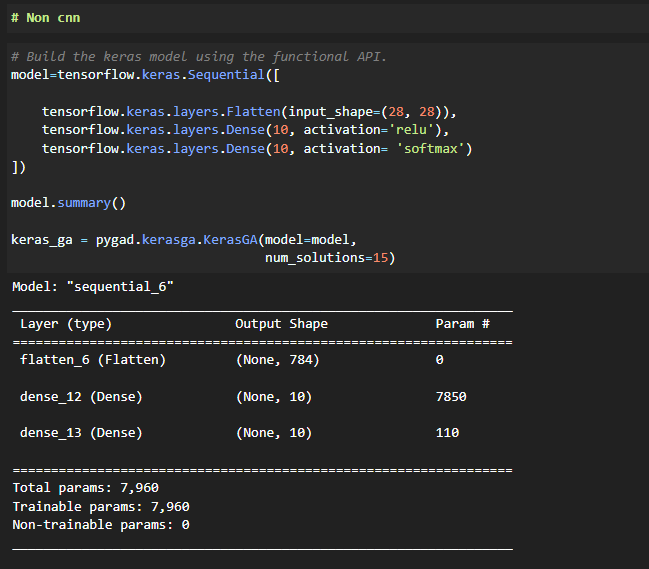 # Non cnn
# Build the keras model using the functional API.
model=tensorflow.keras.Sequential([
    tensorflow.keras.layers.Flatten(input_shape=(28, 28)),
    tensorflow.keras.layers.Dense(10, activation='relu'),
    tensorflow.keras.layers.Dense(10, activation= 'softmax')
])
model.summary()
keras_ga = pygad.kerasga.KerasGA(model=model,
                                 num_solutions=15)
Model: "sequential_6"
_________________________________________________________________
 Layer (type)                Output Shape              Param #
=================================================================
 flatten_6 (Flatten)         (None, 784)               0
 dense_12 (Dense)            (None, 10)                7850
 dense_13 (Dense)            (None, 10)                110
=================================================================
Total params: 7,960
Trainable params: 7,960
Non-trainable params: 0
_________________________________________________________________